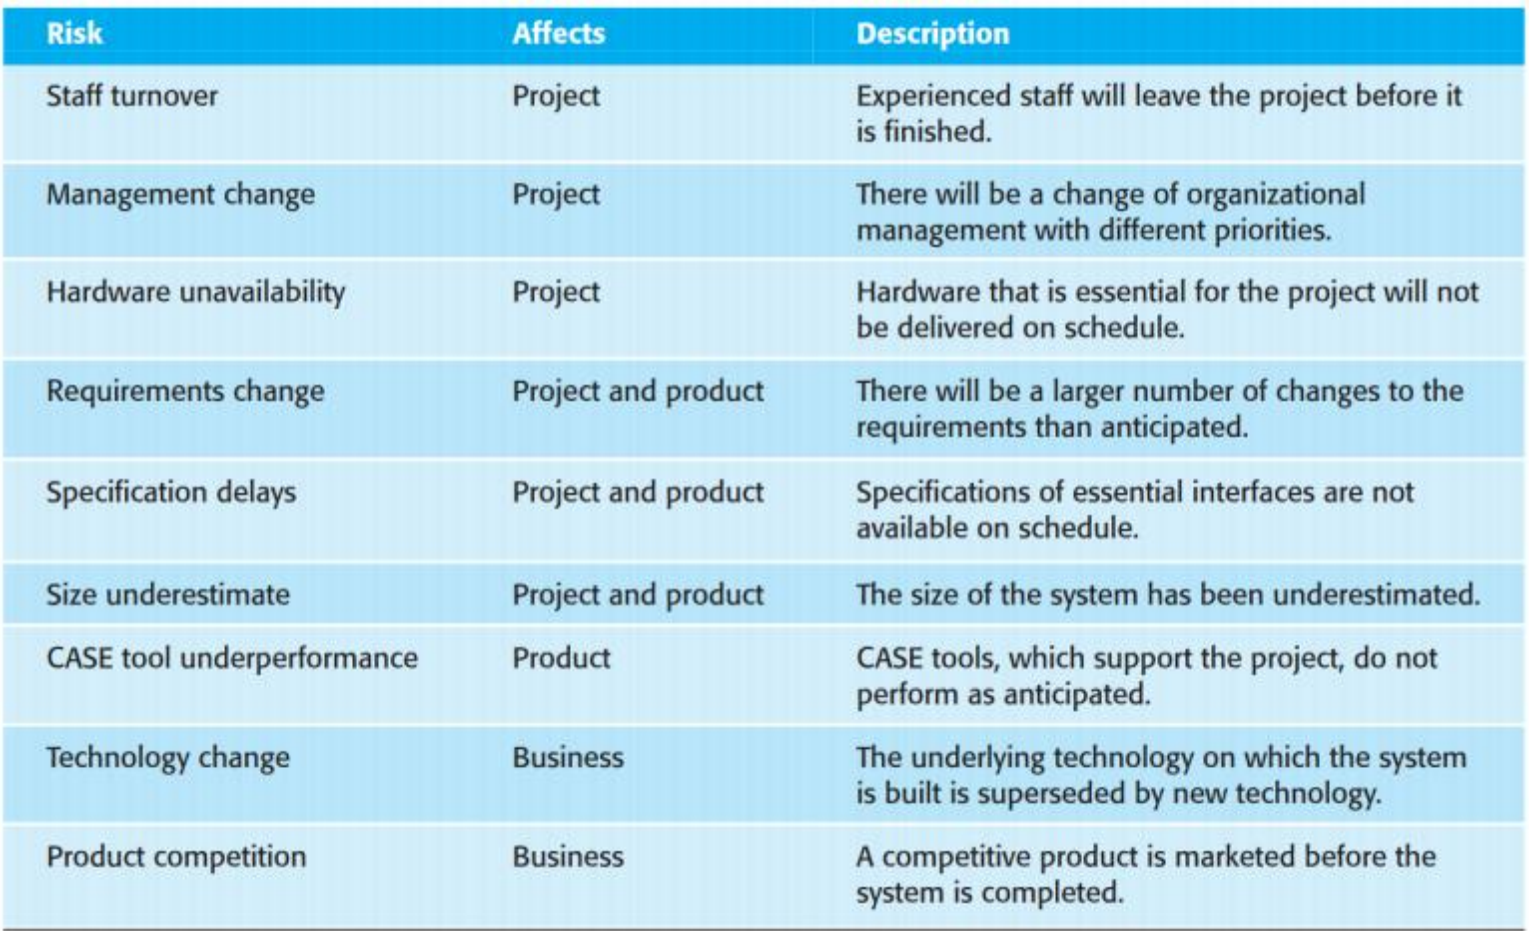 Risk Affects Description
Staff turnover Project Experienced staff will leave the project before it
is finished.
Management change Project There will be a change of organizational
management with different priorities.
Hardware unavailability Project Hardware that is essential for the project will not
be delivered on schedule.
Requirements change Project and product There will be a larger number of changes to the
requirements than anticipated.
Specification delays Project and product Specifications of essential interfaces are not
available on schedule.
Size underestimate Project and product The size of the system has been underestimated.
CASE tool underperformance Product CASE tools, which support the project, do not
perform as anticipated.
Technology change Business The underlying technology on which the system
is built is superseded by new technology.
Product competition Business A competitive product is marketed before the
system is completed.